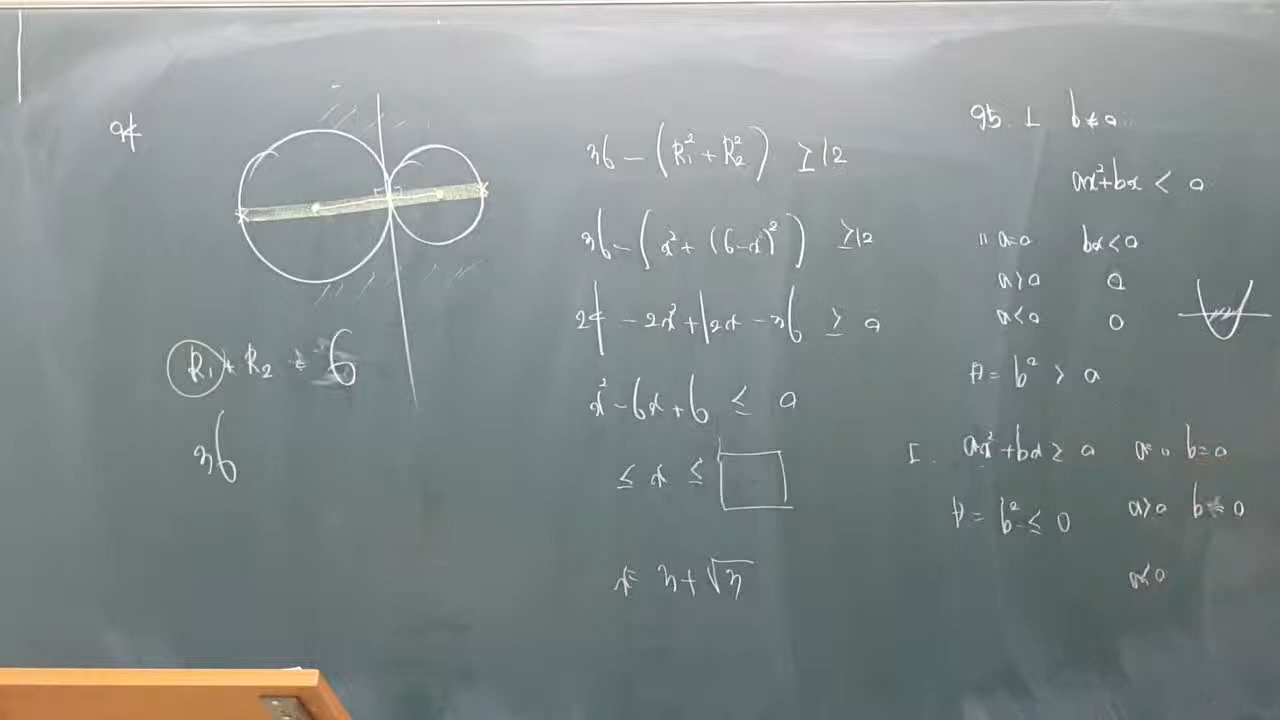 94
R₁ + R₂ = 6
36
36 − (R₁² + R₂²) ≥ 12
36 − (x² + (6−x)²) ≥ 12
24 − 2x² + 12x − 36 ≥ 0
x² − 6x + 6 ≤ 0
≤ x ≤
x = 3 + √3
95. ㄴ b≠0
ax² + bx < 0
" a=0 bx<0
a>0 0
a<0 0
D = b² > 0
ㄷ. ax² + bx ≥ 0 a=0 b=0
D = b² ≤ 0 a>0 b=0
a<0